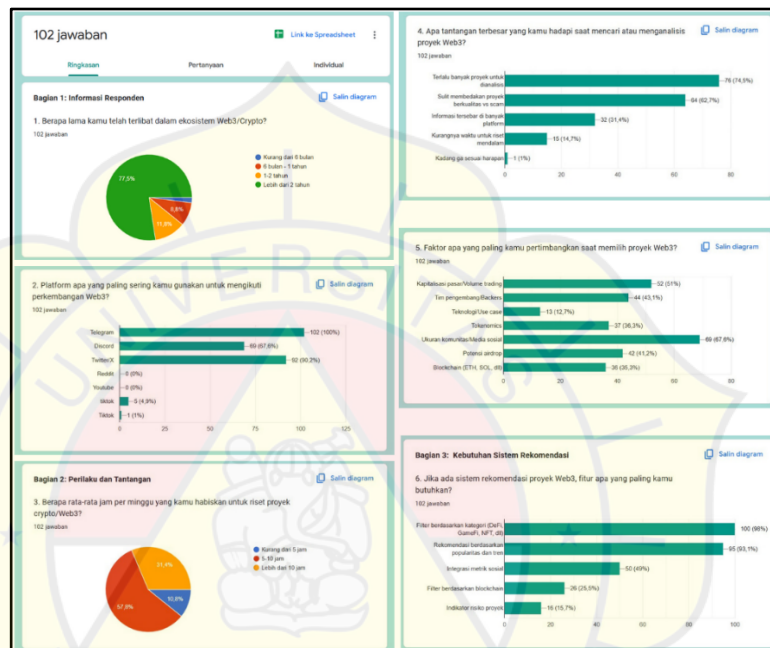 102 jawaban
Link ke Spreadsheet
Ringkasan
Pertanyaan
Individual
Bagian 1: Informasi Responden
Salin diagram
1. Berapa lama kamu telah terlibat dalam ekosistem Web3/Crypto?
102 jawaban
Kurang dari 6 bulan
6 bulan - 1 tahun
1-2 tahun
Lebih dari 2 tahun
77,5%
8,8%
11,8%
2. Platform apa yang paling sering kamu gunakan untuk mengikuti
perkembangan Web3?
Salin diagram
102 jawaban
Telegram
102 (100%)
Discord
69 (67,6%)
Twitter/X
92 (90,2%)
Reddit
0 (0%)
Youtube
0 (0%)
tiktok
5 (4,9%)
Tiktok
1 (1%)
0 25 50 75 100 125
Bagian 2: Perilaku dan Tantangan
Salin diagram
3. Berapa rata-rata jam per minggu yang kamu habiskan untuk riset proyek
crypto/Web3?
102 jawaban
Kurang dari 5 jam
5-10 jam
Lebih dari 10 jam
31,4%
10,8%
57,8%
4. Apa tantangan terbesar yang kamu hadapi saat mencari atau menganalisis
proyek Web3?
Salin diagram
102 jawaban
Terlalu banyak proyek untuk
dianalisis
76 (74,5%)
Sulit membedakan proyek
berkualitas vs scam
64 (62,7%)
Informasi tersebar di banyak
platform
32 (31,4%)
Kurangnya waktu untuk riset
mendalam
15 (14,7%)
Kadang ga sesuai harapan
1 (1%)
0 20 40 60 80
5. Faktor apa yang paling kamu pertimbangkan saat memilih proyek Web3?
Salin diagram
102 jawaban
Kapitalisasi pasar/Volume trading
52 (51%)
Tim pengembang/Backers
44 (43,1%)
Teknologi/Use case
13 (12,7%)
Tokenomics
37 (36,3%)
Ukuran komunitas/Media sosial
69 (67,6%)
Potensi airdrop
42 (41,2%)
Blockchain (ETH, SOL, dll)
36 (35,3%)
0 20 40 60 80
Bagian 3: Kebutuhan Sistem Rekomendasi
Salin diagram
6. Jika ada sistem rekomendasi proyek Web3, fitur apa yang paling kamu
butuhkan?
102 jawaban
Filter berdasarkan kategori (DeFi,
GameFi, NFT, dll)
100 (98%)
Rekomendasi berdasarkan
popularitas dan tren
95 (93,1%)
Integrasi metrik sosial
50 (49%)
Filter berdasarkan blockchain
26 (25,5%)
Indikator risiko proyek
16 (15,7%)
0 20 40 60 80 100
UNIVERSITAS